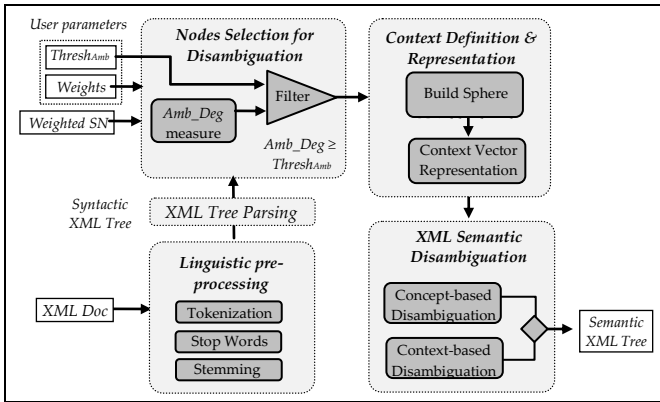 User parameters
ThreshAmb
Weights
Weighted SN
Nodes Selection for
Disambiguation
Amb_Deg
measure
Filter
Amb_Deg ≥
ThreshAmb
Context Definition &
Representation
Build Sphere
Context Vector
Representation
Syntactic
XML Tree
XML Tree Parsing
Linguistic pre-
processing
XML Doc
Tokenization
Stop Words
Stemming
XML Semantic
Disambiguation
Concept-based
Disambiguation
Context-based
Disambiguation
Semantic
XML Tree